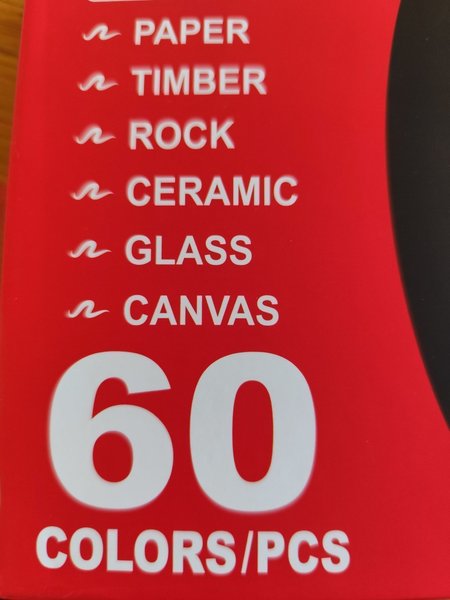 PAPER
TIMBER
ROCK
CERAMIC
GLASS
CANVAS
60
COLORS/PCS